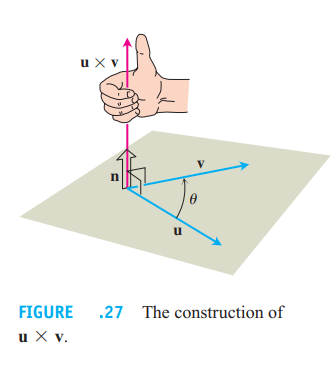 u × v
v
n
θ
u
FIGURE .27 The construction of
u × v.